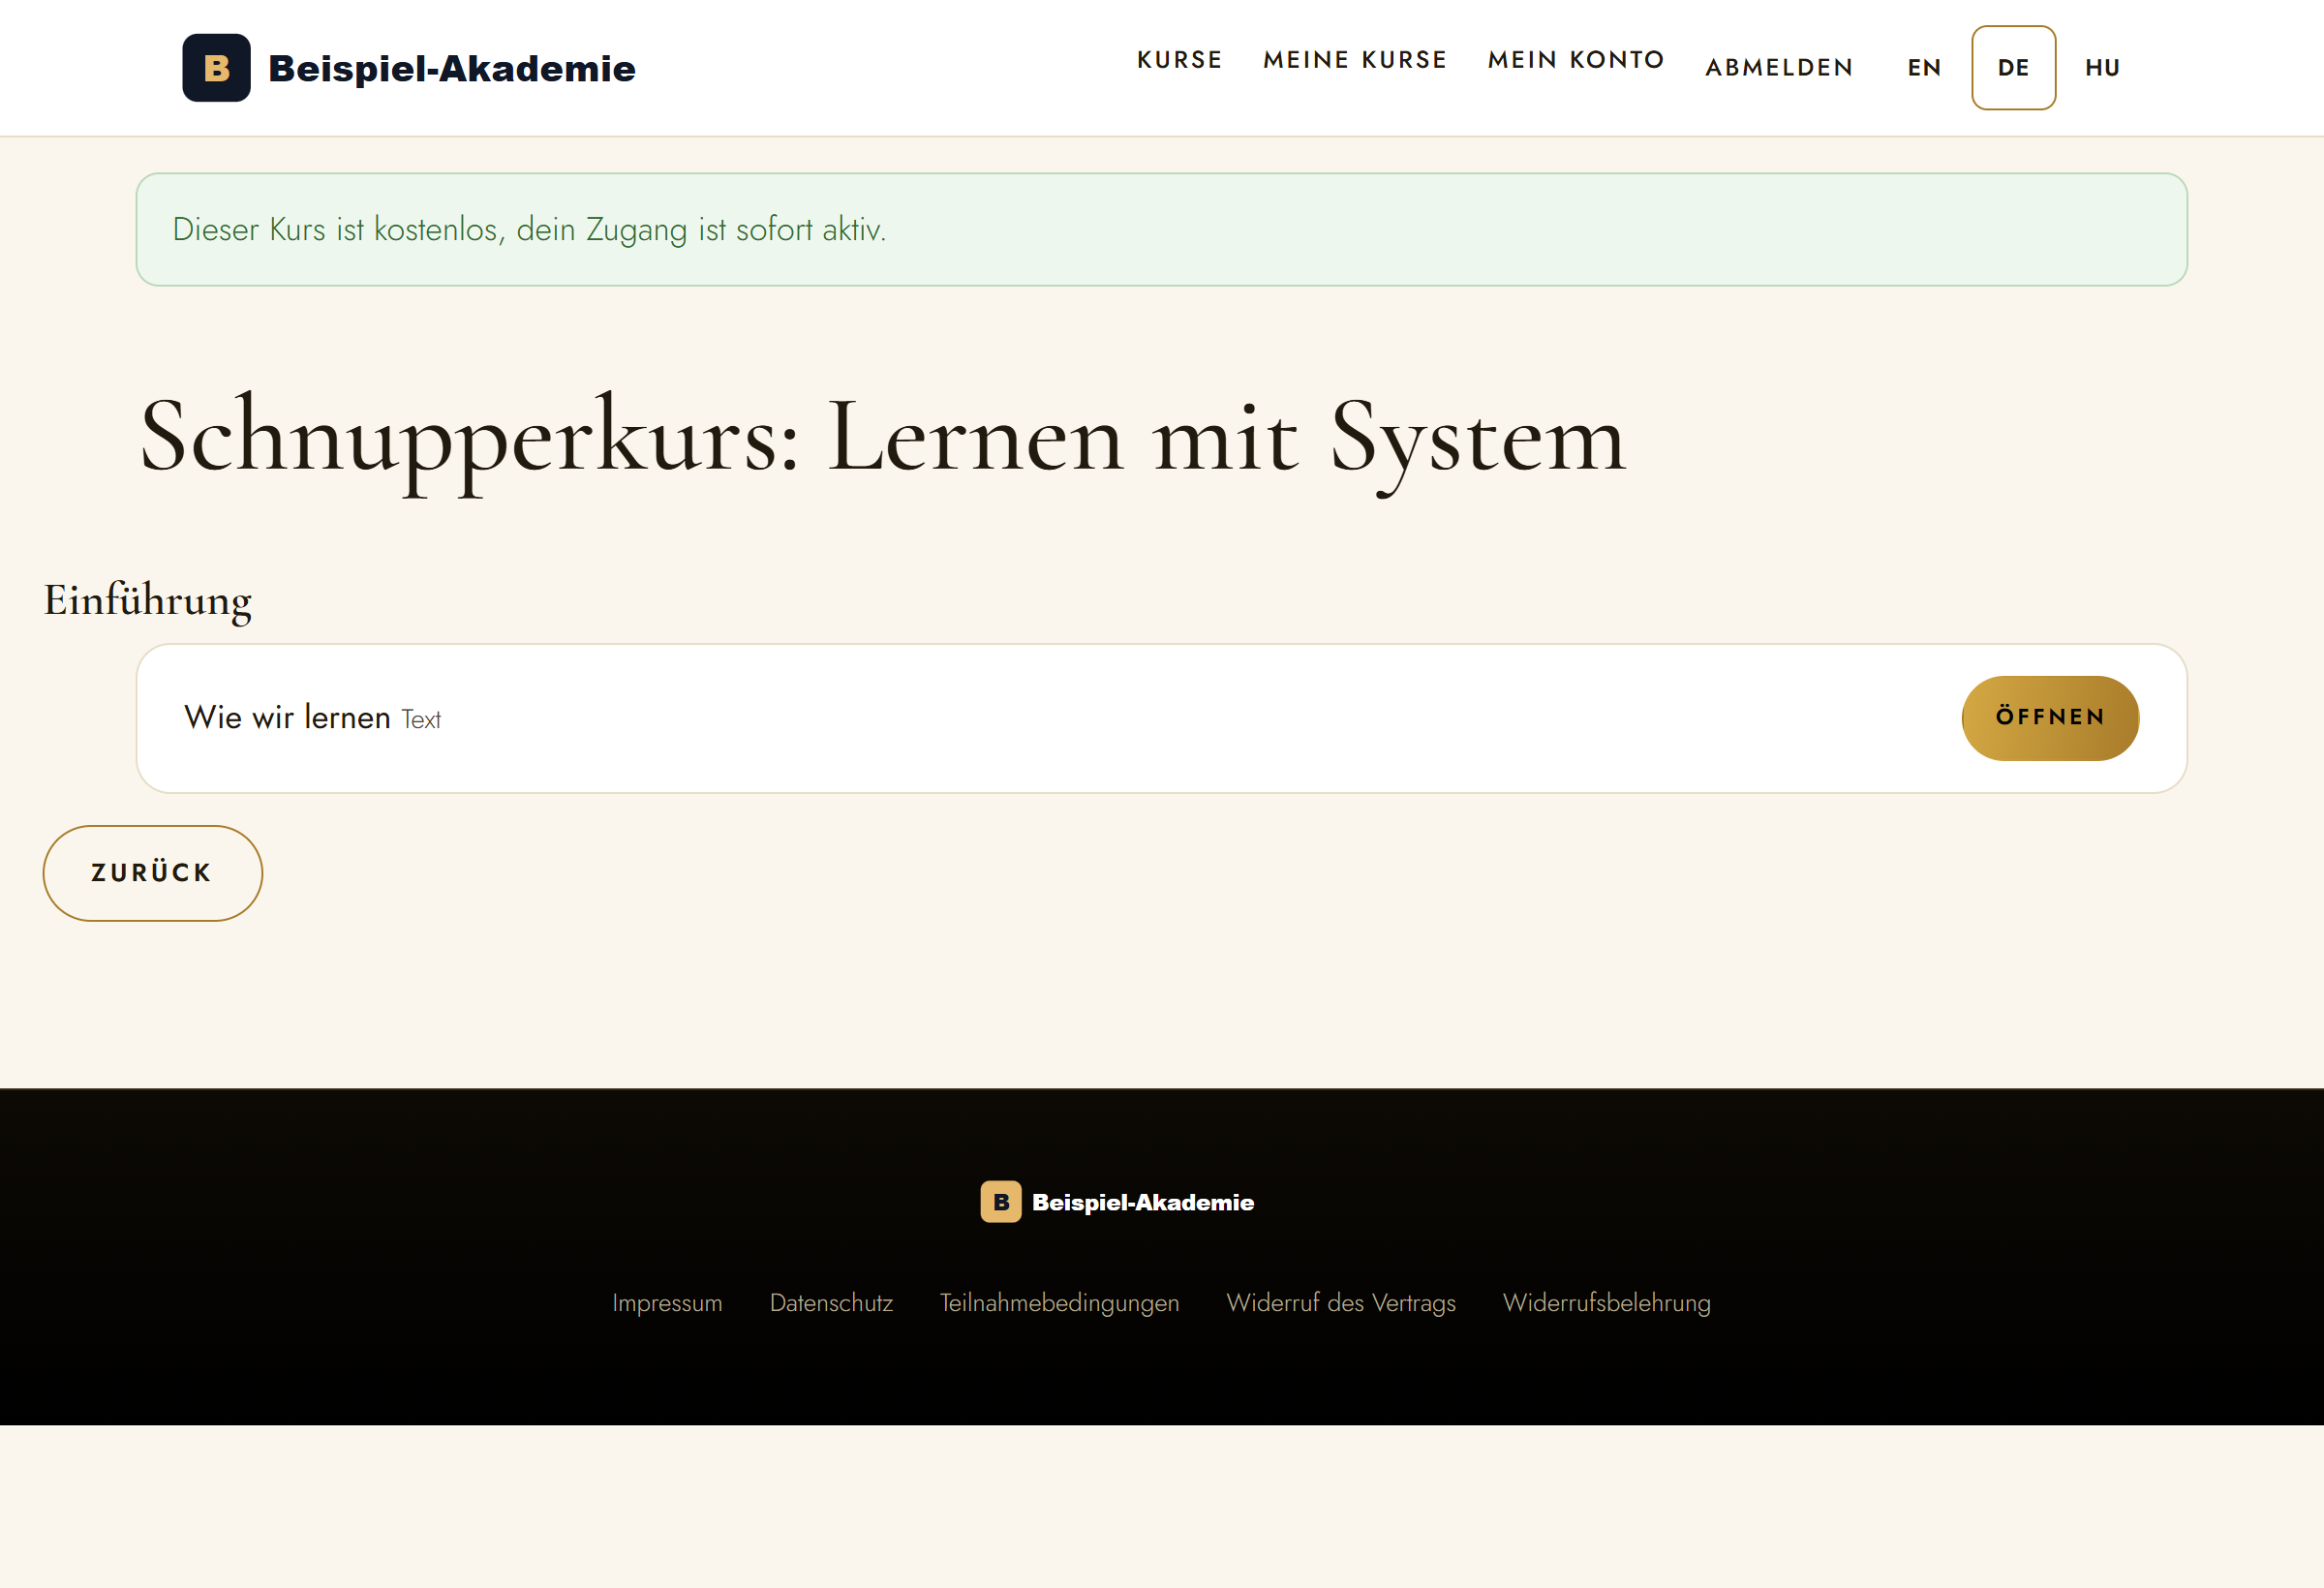 B Beispiel-Akademie
KURSE MEINE KURSE MEIN KONTO ABMELDEN EN DE HU
Dieser Kurs ist kostenlos, dein Zugang ist sofort aktiv.
Schnupperkurs: Lernen mit System
Einführung
Wie wir lernen Text
ÖFFNEN
ZURÜCK
B Beispiel-Akademie
Impressum Datenschutz Teilnahmebedingungen Widerruf des Vertrags Widerrufsbelehrung